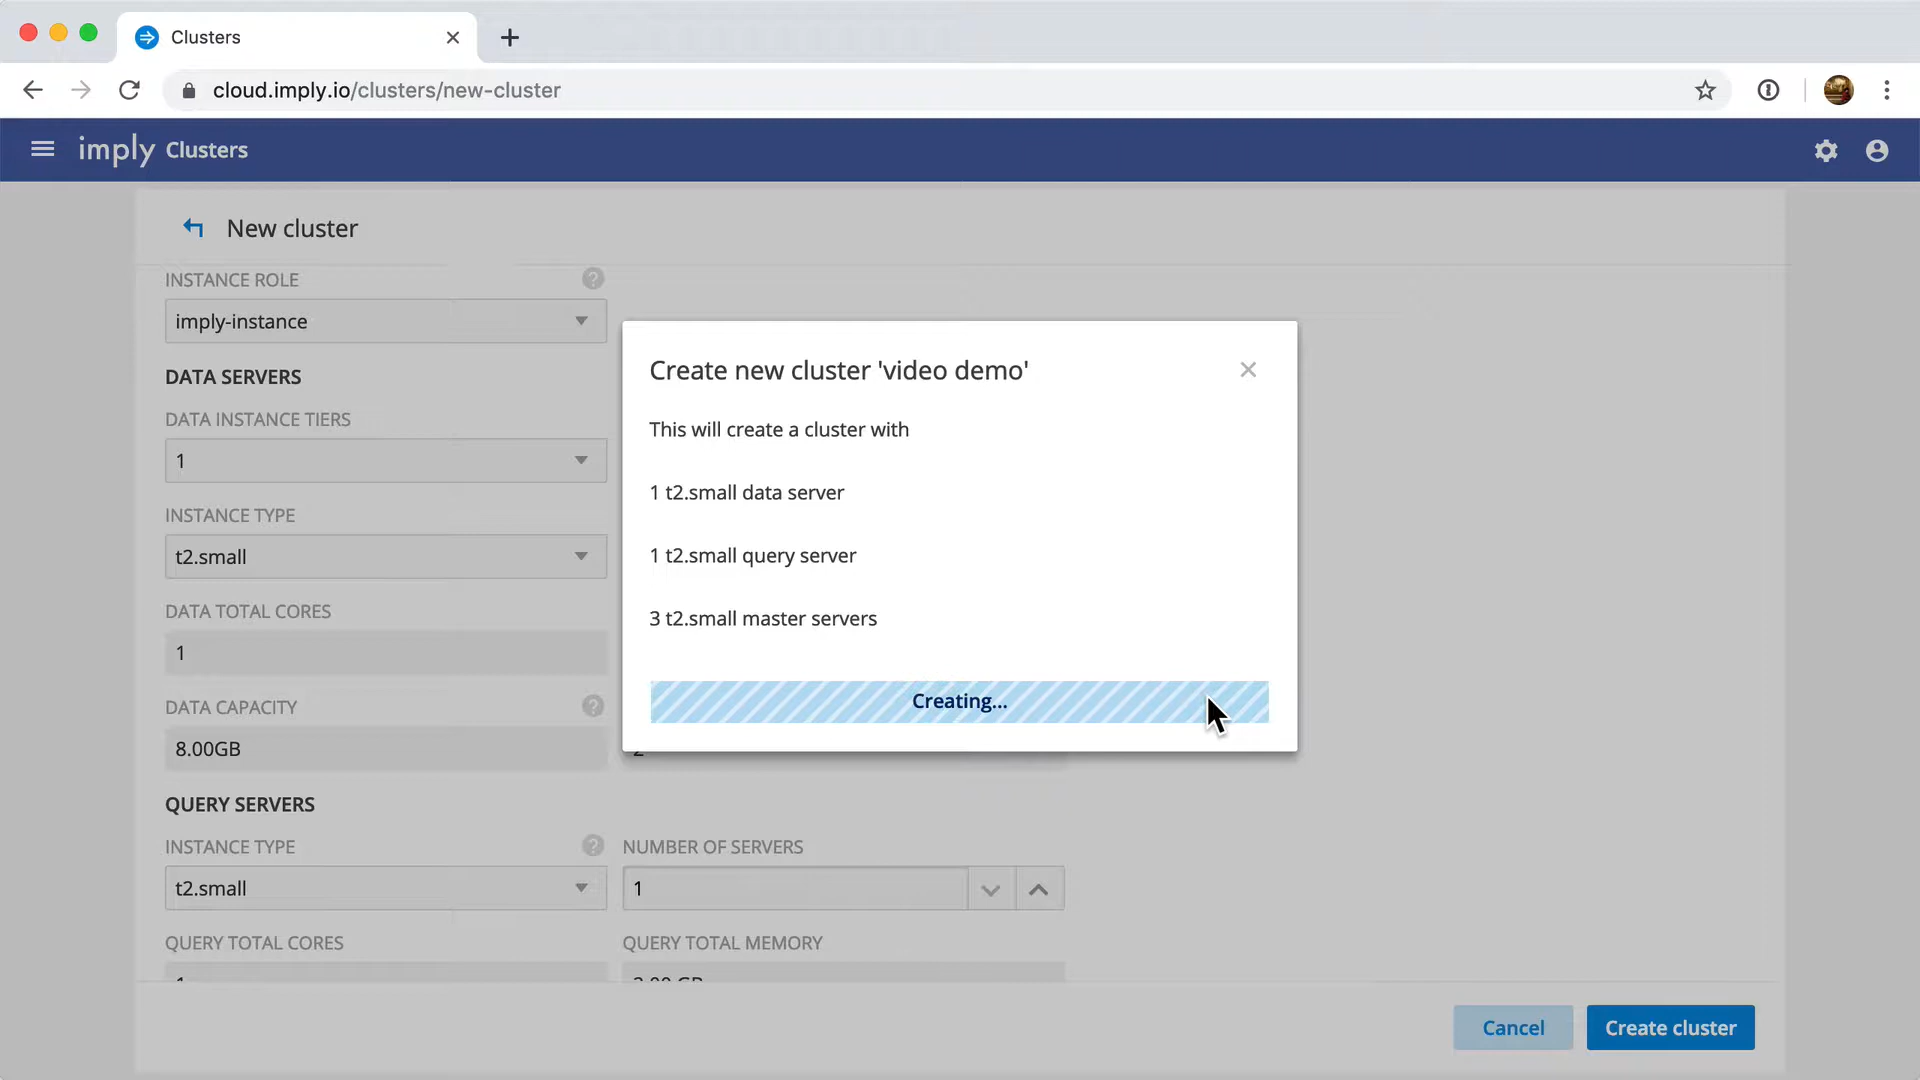 Clusters
cloud.imply.io/clusters/new-cluster
imply Clusters
New cluster
INSTANCE ROLE
imply-instance
DATA SERVERS
DATA INSTANCE TIERS
1
INSTANCE TYPE
t2.small
DATA TOTAL CORES
1
DATA CAPACITY
8.00GB
Create new cluster 'video demo'
This will create a cluster with
1 t2.small data server
1 t2.small query server
3 t2.small master servers
Creating...
QUERY SERVERS
INSTANCE TYPE
NUMBER OF SERVERS
t2.small
1
QUERY TOTAL CORES
QUERY TOTAL MEMORY
Cancel
Create cluster